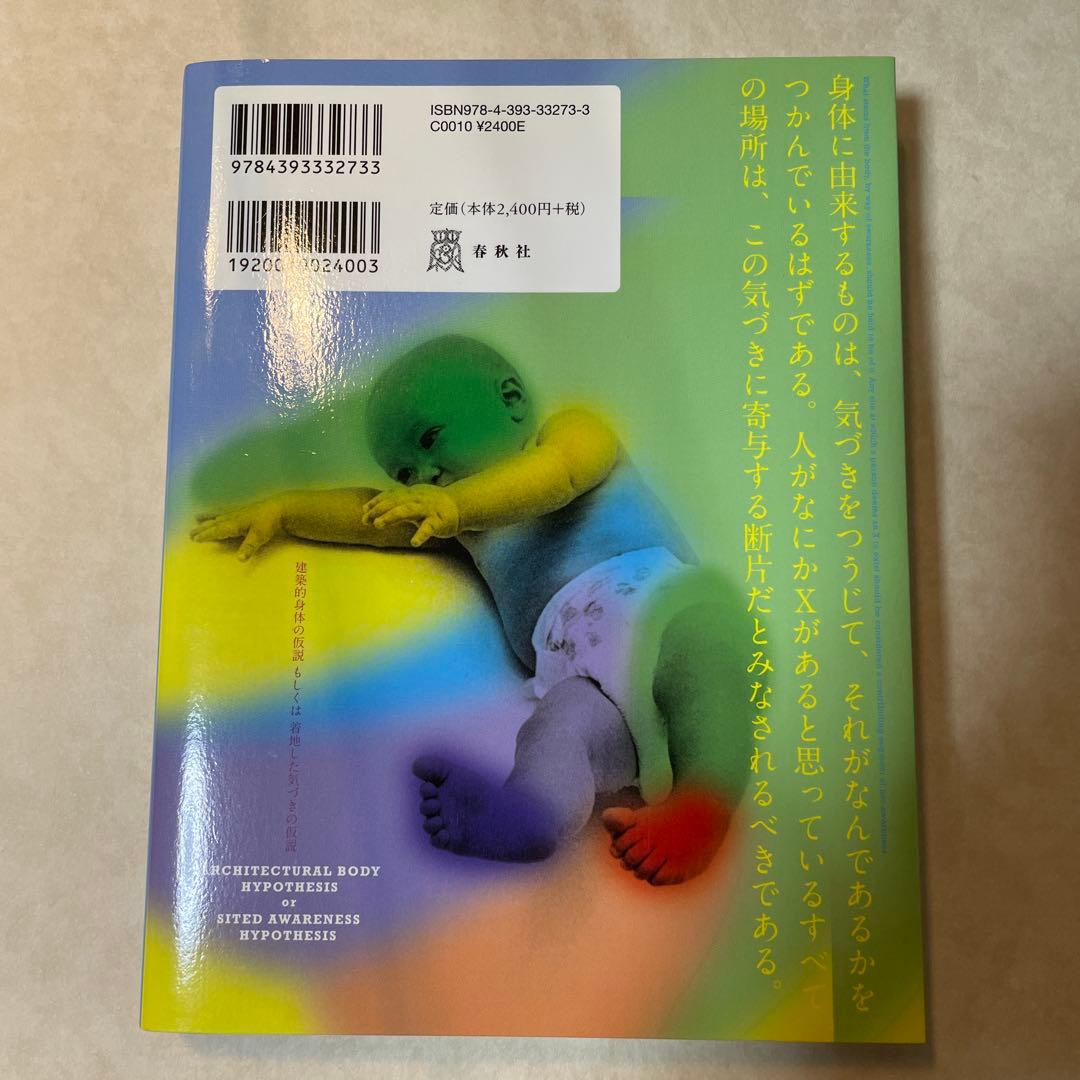 ISBN978-4-393-33273-3
C0010 ¥2400E
9784393332733
定価(本体2,400円+税)
春秋社
024003
身体に由来するものは、気づきをつうじて、それがなんであるかを
つかんでいるはずである。人がなにかXがあると思っているすべて
の場所は、この気づきに寄与する断片だとみなされるべきである。
建築的身体の仮説 もしくは 着地した気づきの仮説
ARCHITECTURAL BODY
HYPOTHESIS
or
SITED AWARENESS
HYPOTHESIS